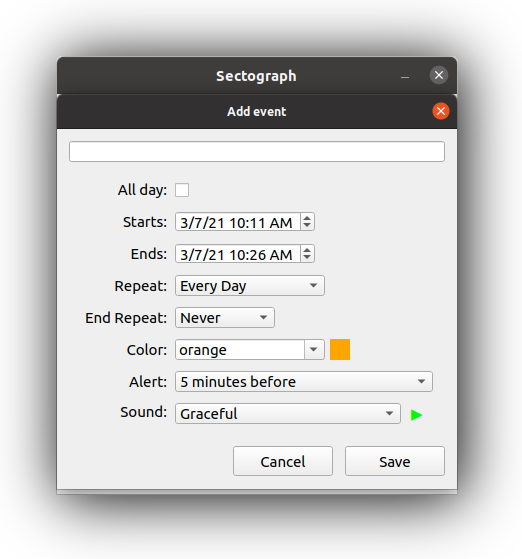 Sectograph
Add event
All day:
Starts: 3/7/21 10:11 AM
Ends: 3/7/21 10:26 AM
Repeat: Every Day
End Repeat: Never
Color: orange
Alert: 5 minutes before
Sound: Graceful
Cancel Save